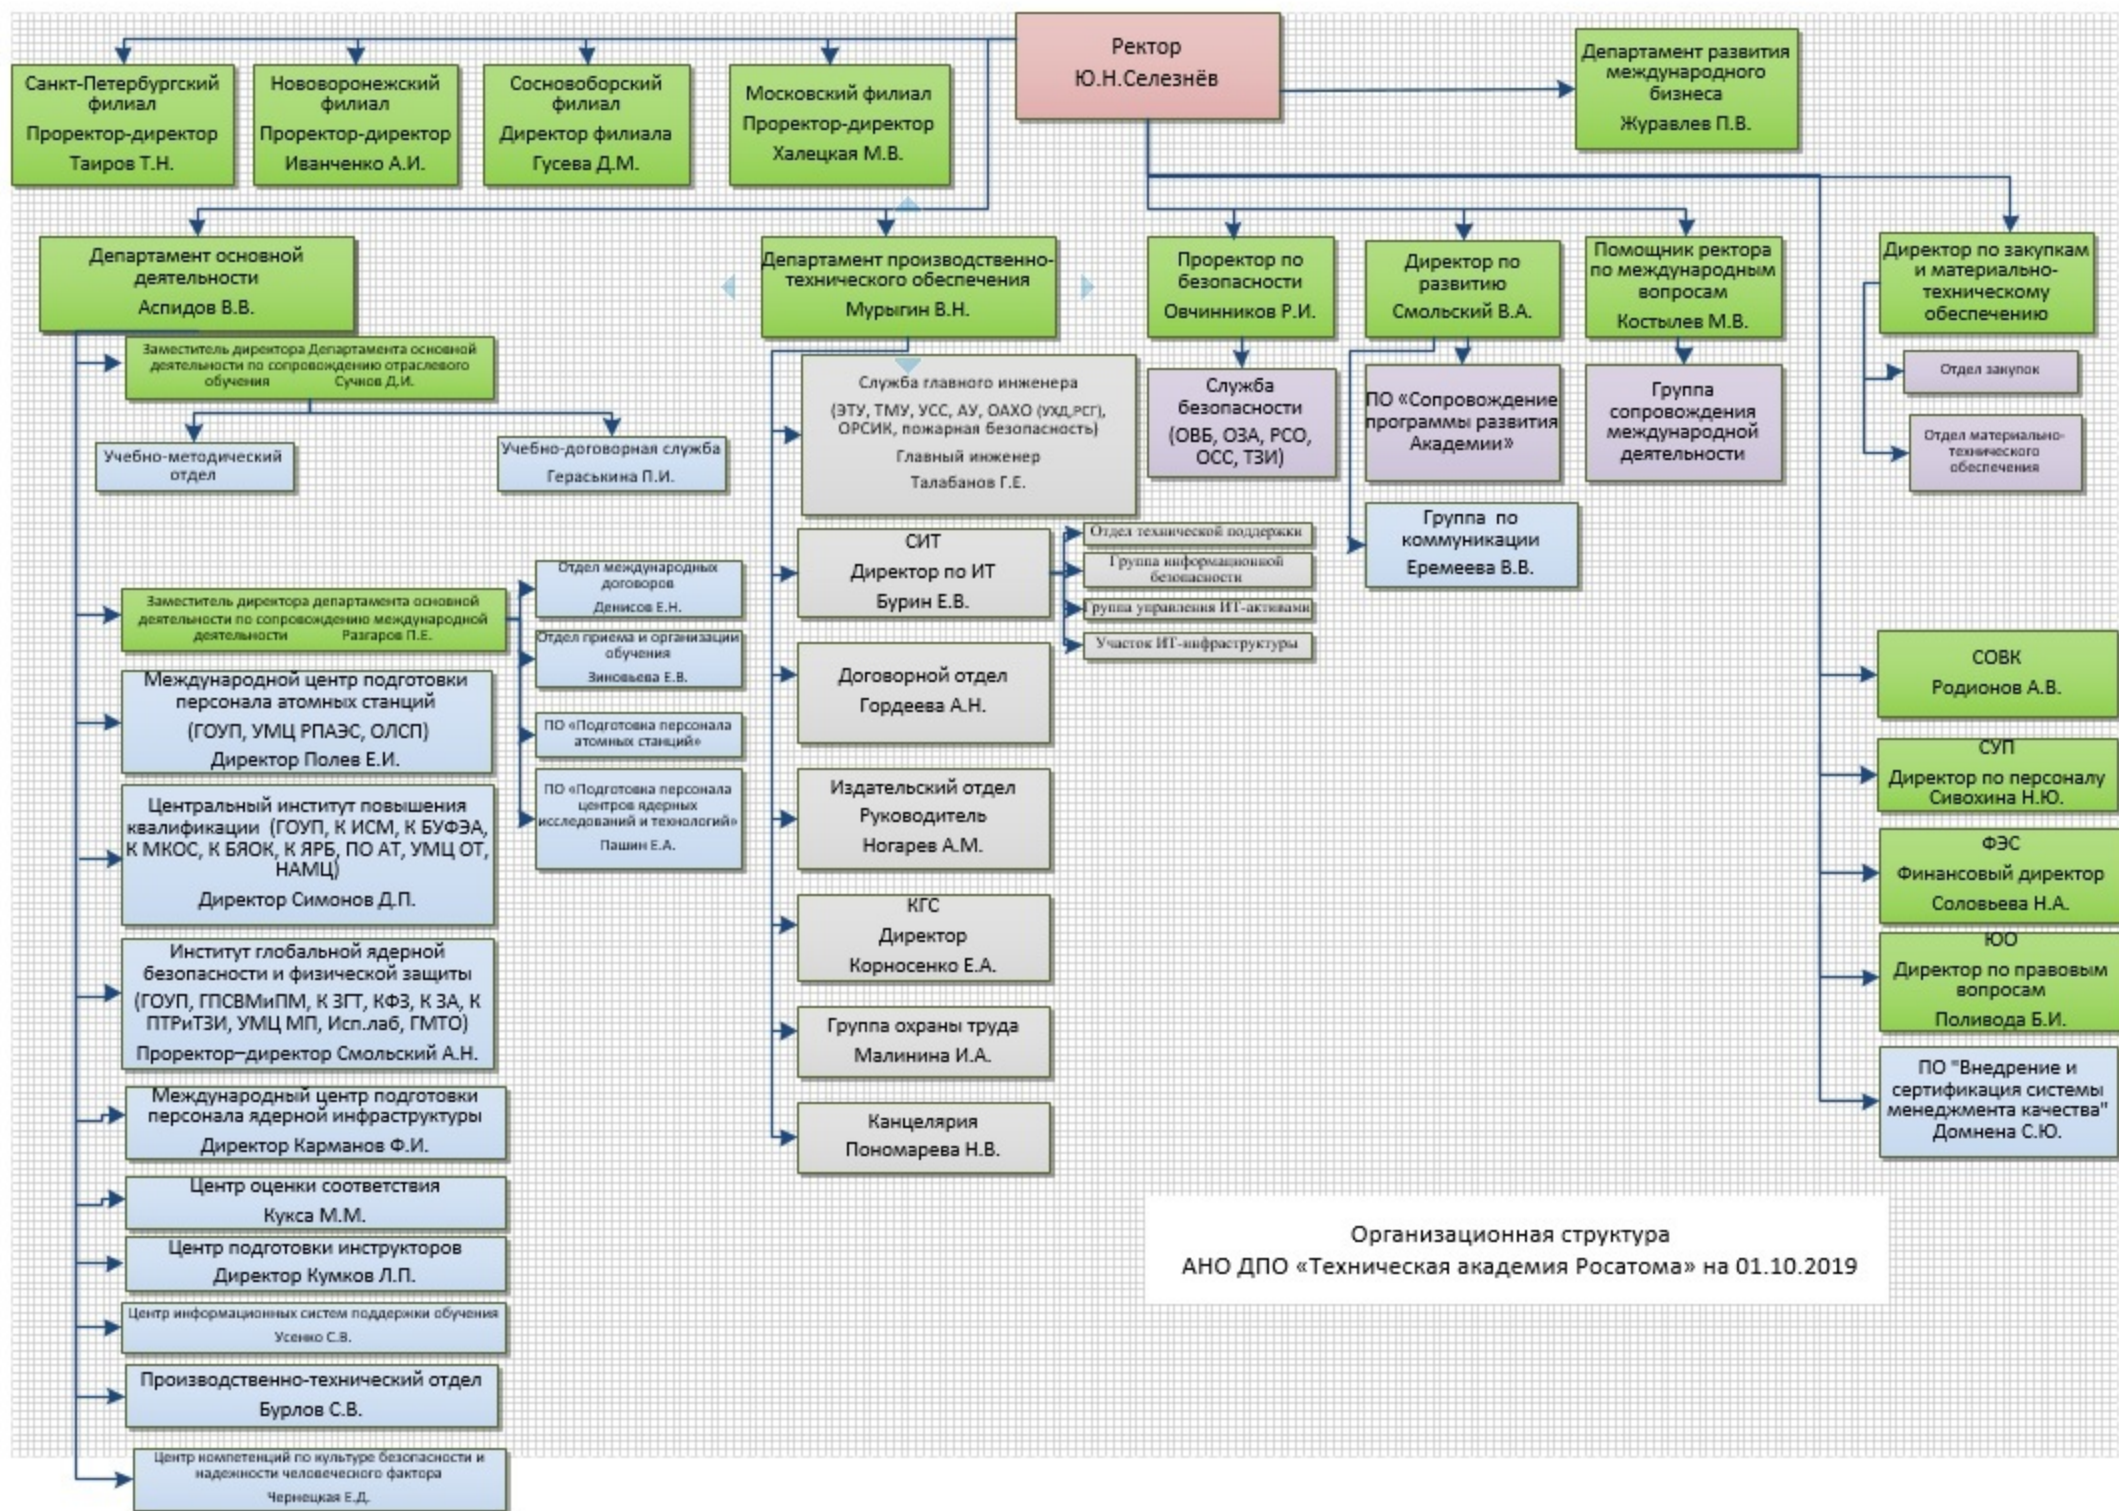 Ректор
Ю.Н.Селезнёв
Департамент развития
международного
бизнеса
Журавлев П.В.
Санкт-Петербургский
филиал
Проректор-директор
Таиров Т.Н.
Нововоронежский
филиал
Проректор-директор
Иванченко А.И.
Сосновоборский
филиал
Директор филиала
Гусева Д.М.
Московский филиал
Проректор-директор
Халецкая М.В.
Департамент основной
деятельности
Аспидов В.В.
Заместитель директора Департамента основной
деятельности по сопровождению отраслевого
обучения Сучков Д.И.
Учебно-методический
отдел
Учебно-договорная служба
Гераськина П.И.
Заместитель директора департамента основной
деятельности по сопровождению международной
деятельности Разгаров П.Е.
Отдел международных
договоров
Денисов Е.Н.
Отдел приема и организации
обучения
Зиновьева Е.В.
ПО «Подготовка персонала
атомных станций»
ПО «Подготовка персонала
центров ядерных
исследований и технологий»
Пашин Е.А.
Международной центр подготовки
персонала атомных станций
(ГОУП, УМЦ РПАЭС, ОЛСП)
Директор Полев Е.И.
Центральный институт повышения
квалификации (ГОУП, К ИСМ, К БУФЭА,
К МКОС, К БЯОК, К ЯРБ, ПО АТ, УМЦ ОТ,
НАМЦ)
Директор Симонов Д.П.
Институт глобальной ядерной
безопасности и физической защиты
(ГОУП, ГПСВМиПМ, К ЗГТ, КФЗ, К ЗА, К
ПТРиТЗИ, УМЦ МП, Исп.лаб, ГМТО)
Проректор–директор Смольский А.Н.
Международный центр подготовки
персонала ядерной инфраструктуры
Директор Карманов Ф.И.
Центр оценки соответствия
Кукса М.М.
Центр подготовки инструкторов
Директор Кумков Л.П.
Центр информационных систем поддержки обучения
Усенко С.В.
Производственно-технический отдел
Бурлов С.В.
Центр компетенций по культуре безопасности и
надежности человеческого фактора
Чернецкая Е.Д.
Департамент производственно-
технического обеспечения
Мурыгин В.Н.
Служба главного инженера
(ЭТУ, ТМУ, УСС, АУ, ОАХО (УХД,РСГ),
ОРСИК, пожарная безопасность)
Главный инженер
Талабанов Г.Е.
СИТ
Директор по ИТ
Бурин Е.В.
Отдел технической поддержки
Группа информационной
безопасности
Группа управления ИТ-активами
Участок ИТ-инфраструктуры
Договорной отдел
Гордеева А.Н.
Издательский отдел
Руководитель
Ногарев А.М.
КГС
Директор
Корносенко Е.А.
Группа охраны труда
Малинина И.А.
Канцелярия
Пономарева Н.В.
Проректор по
безопасности
Овчинников Р.И.
Служба
безопасности
(ОВБ, ОЗА, РСО,
ОСС, ТЗИ)
Директор по
развитию
Смольский В.А.
ПО «Сопровождение
программы развития
Академии»
Группа по
коммуникации
Еремеева В.В.
Помощник ректора
по международным
вопросам
Костылев М.В.
Группа
сопровождения
международной
деятельности
Директор по закупкам
и материально-
техническому
обеспечению
Отдел закупок
Отдел материально-
технического
обеспечения
СОВК
Родионов А.В.
СУП
Директор по персоналу
Сивохина Н.Ю.
ФЭС
Финансовый директор
Соловьева Н.А.
ЮО
Директор по правовым
вопросам
Поливода Б.И.
ПО "Внедрение и
сертификация системы
менеджмента качества"
Домнена С.Ю.
Организационная структура
АНО ДПО «Техническая академия Росатома» на 01.10.2019